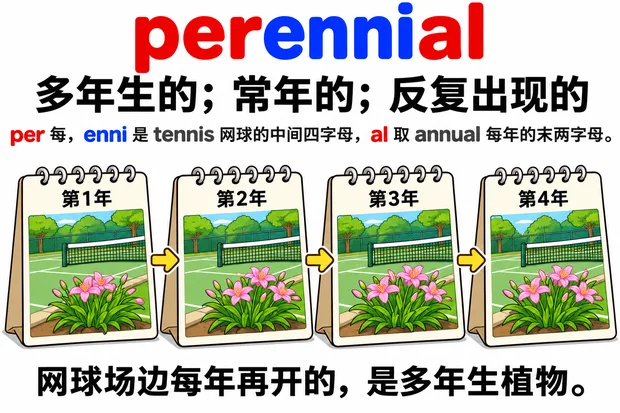 perennial
多年生的；常年的；反复出现的
per 每，enni 是 tennis 网球的中间四字母，al 取 annual 每年的末两字母。
第1年
第2年
第3年
第4年
网球场边每年再开的，是多年生植物。